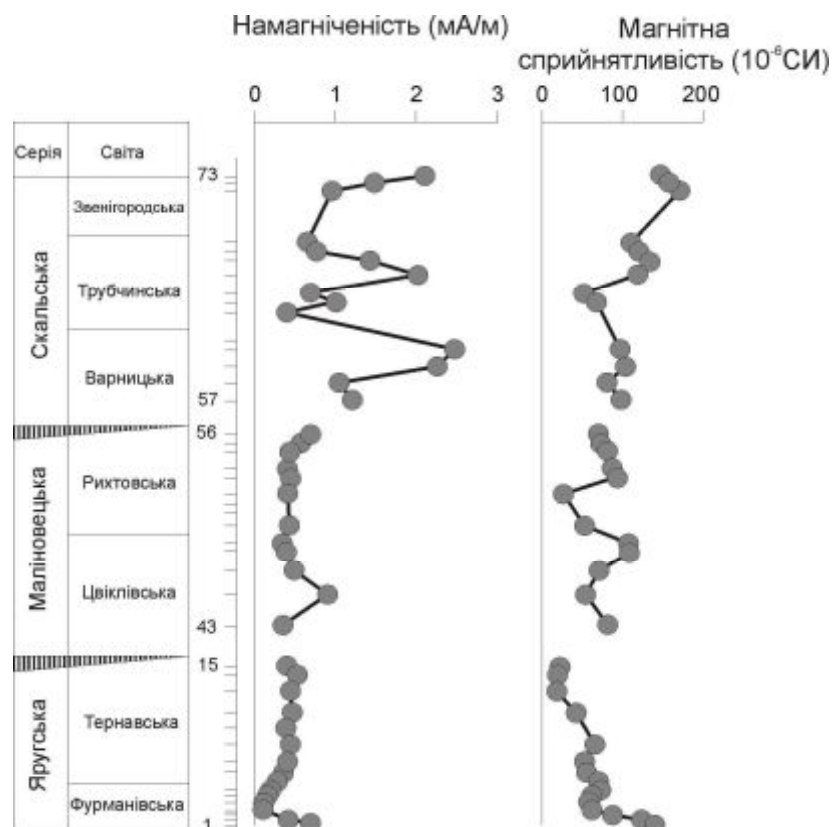 Намагніченість (мА/м)
Магнітна
сприйнятливість (10⁻⁶СИ)
0 1 2 3
0 100 200
Серія Світа
73
Звенігородська
Трубчинська
Скальська
Варницька
57
56
Рихтовська
Маліновецька
Цвіклівська
43
15
Тернавська
Яругська
Фурманівська
1